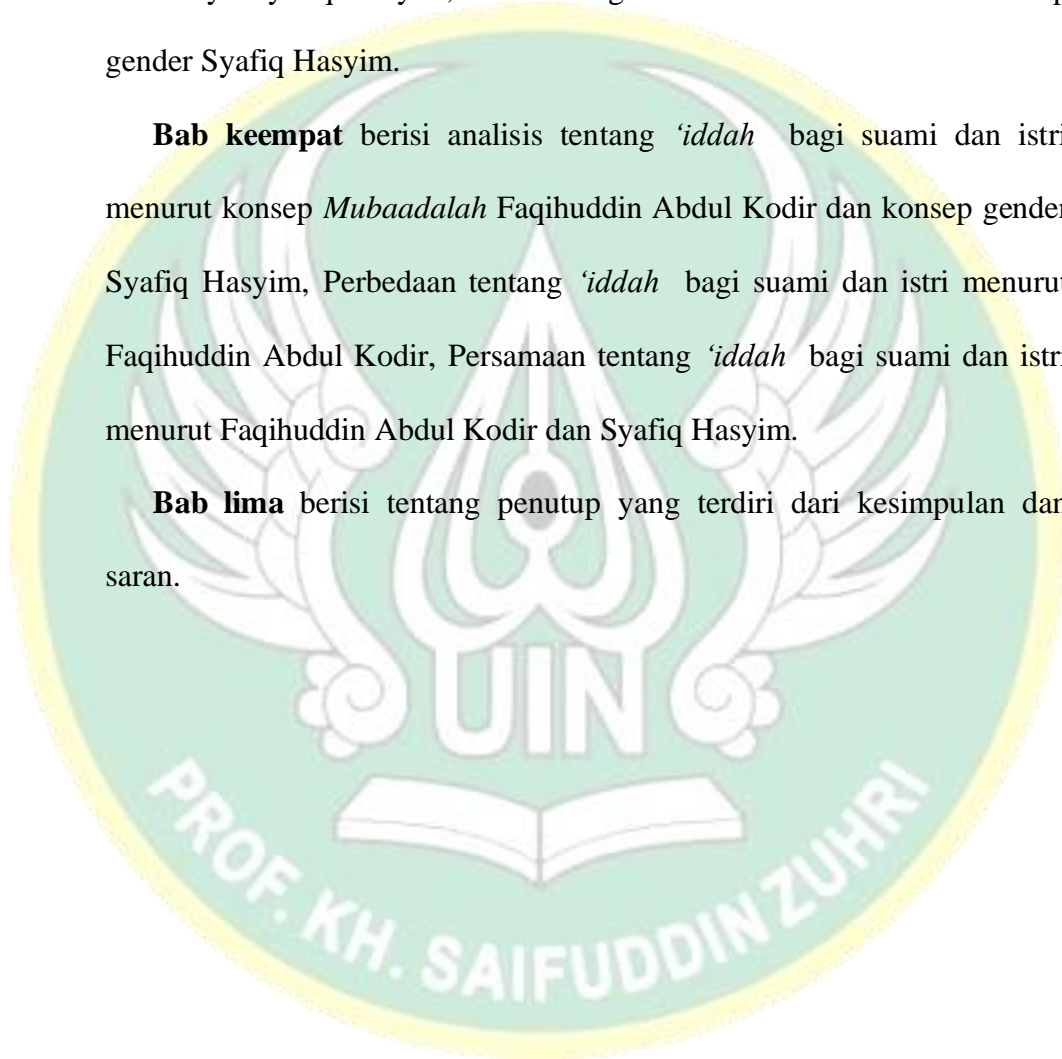 gender Syafiq Hasyim.
Bab keempat berisi analisis tentang ‘iddah bagi suami dan istri
menurut konsep Mubaadalah Faqihuddin Abdul Kodir dan konsep gender
Syafiq Hasyim, Perbedaan tentang ‘iddah bagi suami dan istri menurut
Faqihuddin Abdul Kodir, Persamaan tentang ‘iddah bagi suami dan istri
menurut Faqihuddin Abdul Kodir dan Syafiq Hasyim.
Bab lima berisi tentang penutup yang terdiri dari kesimpulan dan
saran.
UIN
PROF. KH. SAIFUDDIN ZUHRI